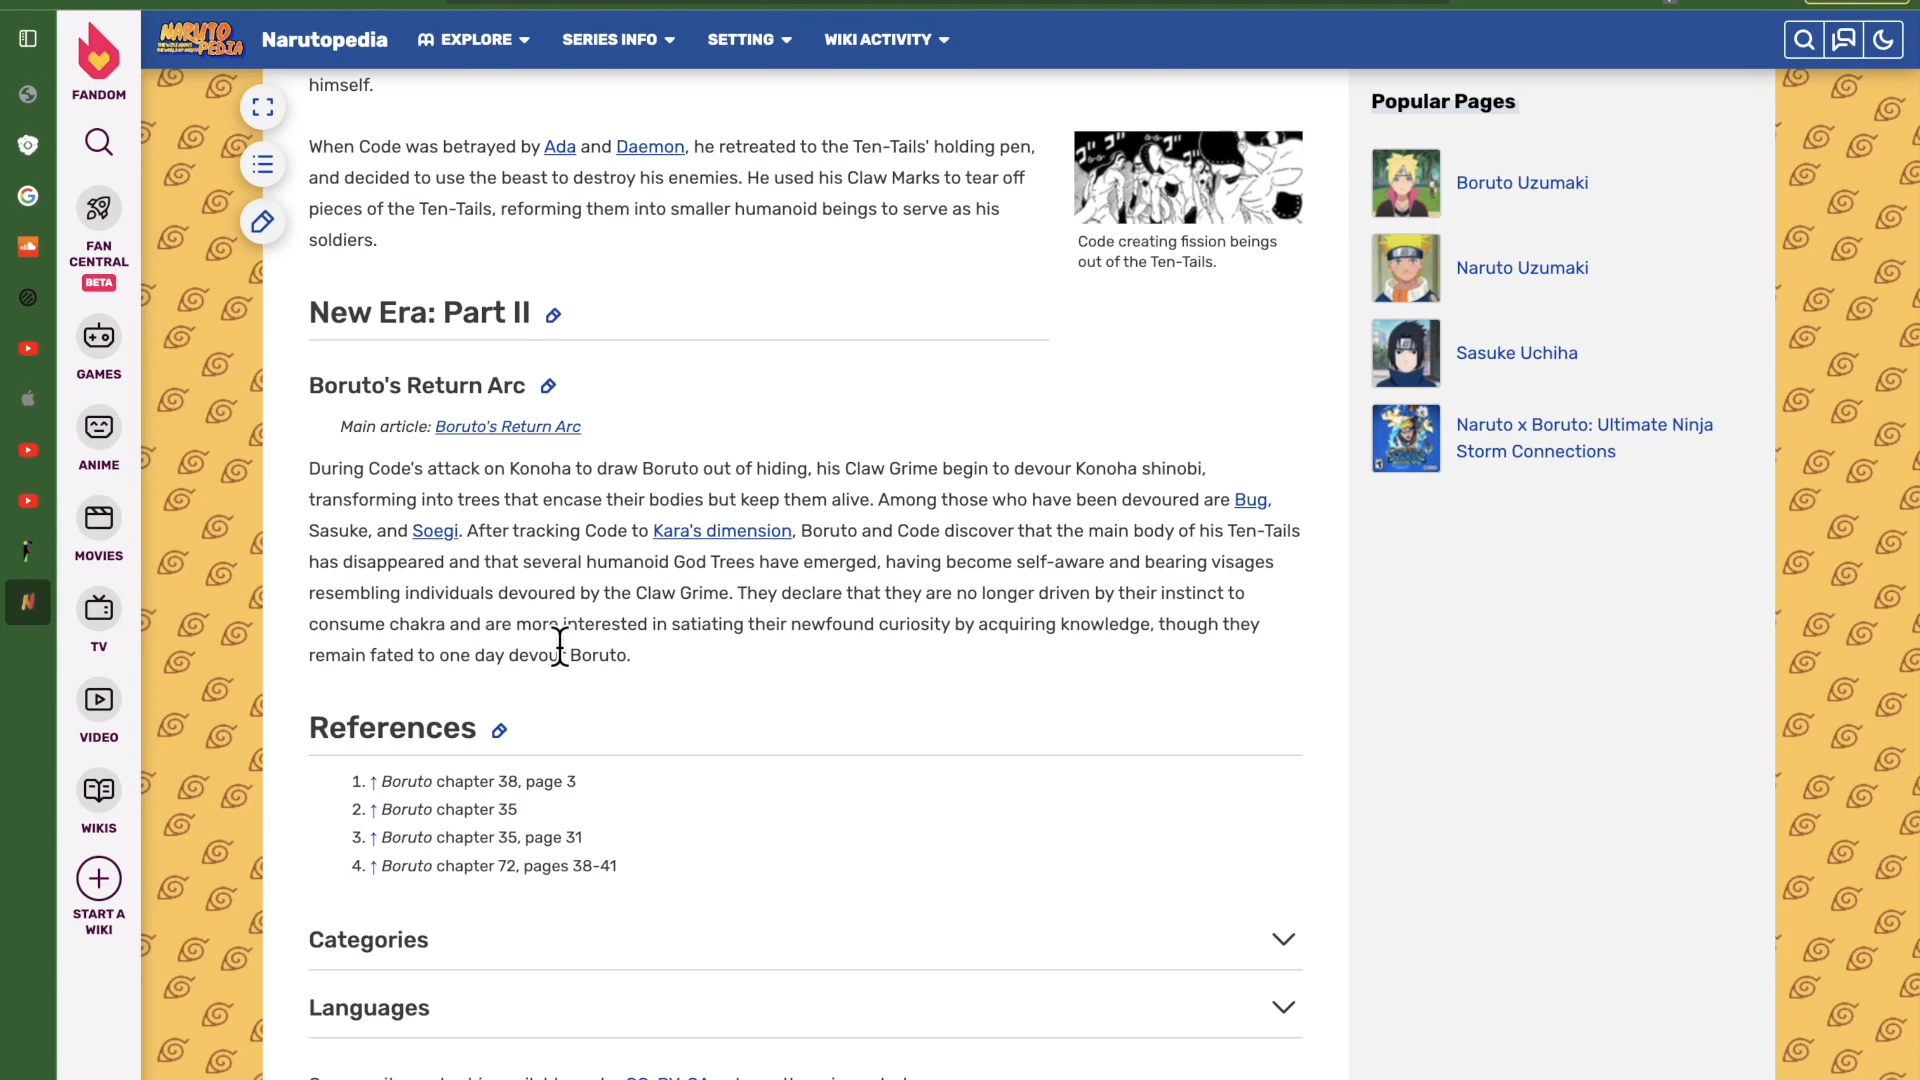 Narutopedia
EXPLORE
SERIES INFO
SETTING
WIKI ACTIVITY
FANDOM
FAN
CENTRAL
BETA
GAMES
ANIME
MOVIES
TV
VIDEO
WIKIS
START A
WIKI
himself.
When Code was betrayed by Ada and Daemon, he retreated to the Ten-Tails' holding pen,
and decided to use the beast to destroy his enemies. He used his Claw Marks to tear off
pieces of the Ten-Tails, reforming them into smaller humanoid beings to serve as his
soldiers.
Code creating fission beings
out of the Ten-Tails.
New Era: Part II
Boruto's Return Arc
Main article: Boruto's Return Arc
During Code's attack on Konoha to draw Boruto out of hiding, his Claw Grime begin to devour Konoha shinobi,
transforming into trees that encase their bodies but keep them alive. Among those who have been devoured are Bug,
Sasuke, and Soegi. After tracking Code to Kara's dimension, Boruto and Code discover that the main body of his Ten-Tails
has disappeared and that several humanoid God Trees have emerged, having become self-aware and bearing visages
resembling individuals devoured by the Claw Grime. They declare that they are no longer driven by their instinct to
consume chakra and are more interested in satiating their newfound curiosity by acquiring knowledge, though they
remain fated to one day devour Boruto.
References
1. ↑ Boruto chapter 38, page 3
2. ↑ Boruto chapter 35
3. ↑ Boruto chapter 35, page 31
4. ↑ Boruto chapter 72, pages 38-41
Categories
Languages
Popular Pages
Boruto Uzumaki
Naruto Uzumaki
Sasuke Uchiha
Naruto x Boruto: Ultimate Ninja
Storm Connections